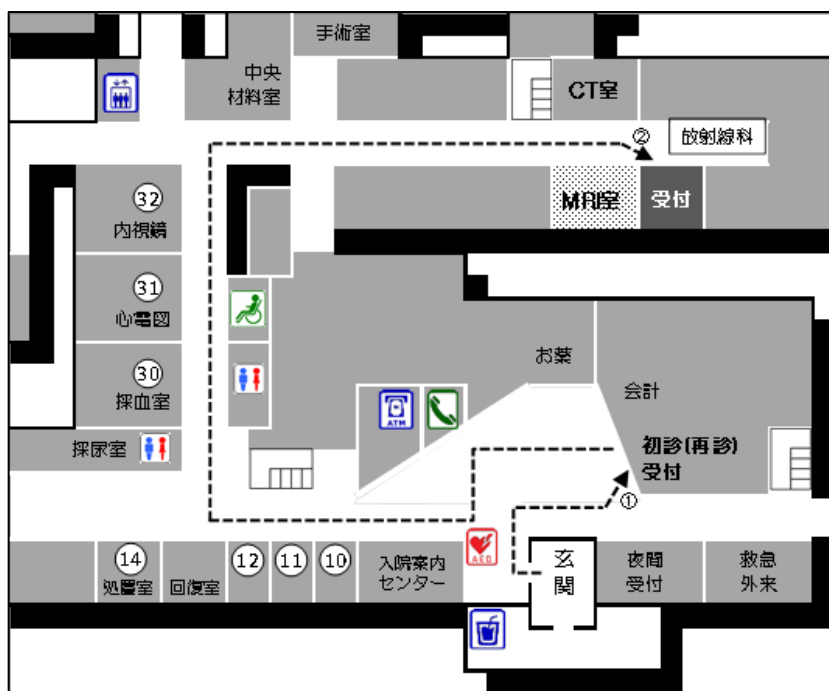 手術室
中央
材料室
CT室
②
放射線科
MRI室
受付
32
内視鏡
31
心電図
30
採血室
採尿室
お薬
会計
ATM
初診(再診)
受付
①
AED
14
処置室
回復室
12
11
10
入院案内
センター
玄
関
夜間
受付
救急
外来